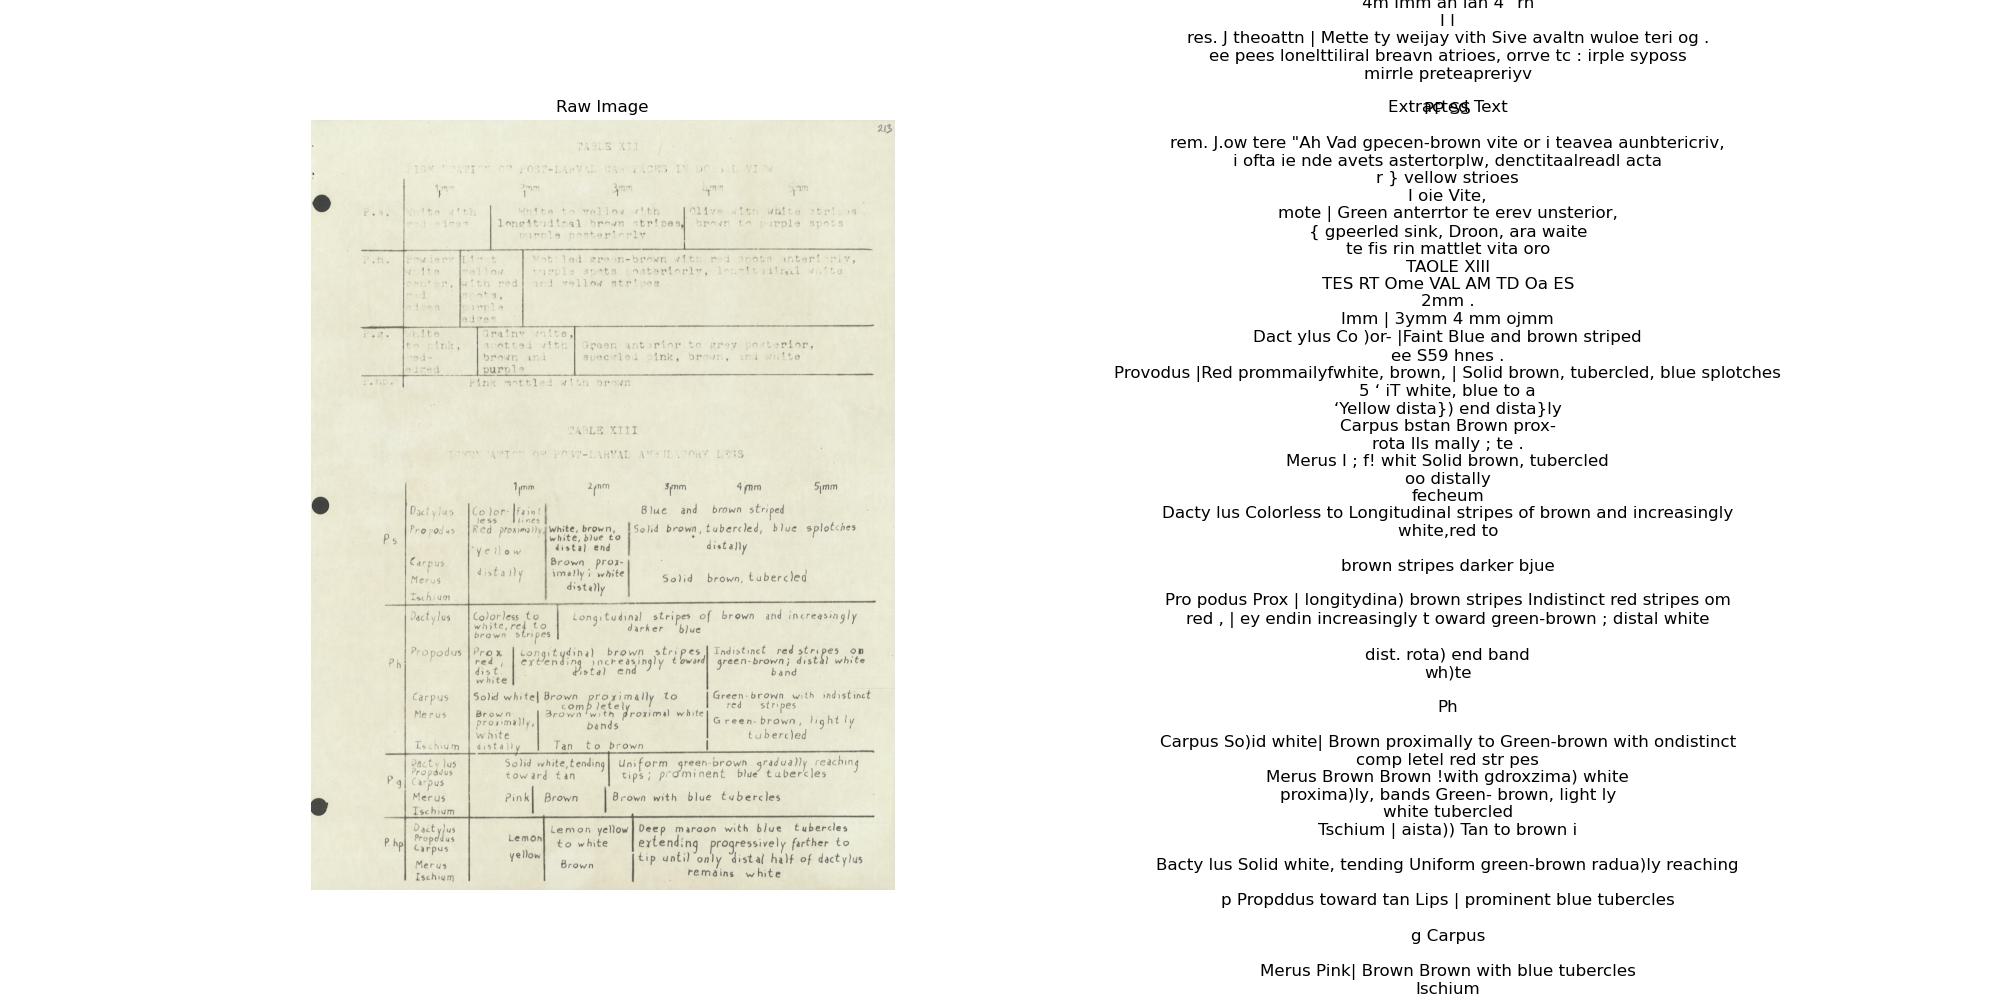 Raw Image
213
TABLE XII
OF POST-LARVAL CARAPACES IN DORSAL VIEW
1mm 2mm 3mm 4mm 5mm
P.s. White with White to yellow with Olive with white stripes
red edges longitudinal brown stripes, brown to purple spots
purple posteriorly
P.h. Powdery Light Mottled green-brown with red spots anteriorly,
white yellow purple spots posteriorly, longitudinal white
center, with red and yellow stripes
red spots,
edges purple
edges
P.g. White Grainy white,
to pink, spotted with Green anterior to grey posterior,
red- brown and speckled pink, brown, and white
edged purple
Pink mottled with brown
TABLE XIII
OF POST-LARVAL AMBULATORY LEGS
1mm 2mm 3mm 4mm 5mm
Ps
Dactylus Color- faint Blue and brown striped
less lines
Propodus Red proximally, white, brown, Solid brown, tubercled, blue splotches
white, blue to distally
yellow distal end
Carpus distally Brown prox-
Merus imally; white Solid brown, tubercled
Ischium distally
Ph
Dactylus Colorless to Longitudinal stripes of brown and increasingly
white, red to darker blue
brown stripes
Propodus Prox Longitudinal brown stripes, Indistinct red stripes on
red, extending increasingly toward green-brown; distal white
dist. distal end band
white
Carpus Solid white Brown proximally to Green-brown with indistinct
completely red stripes
Merus Brown Brown with proximal white Green-brown, lightly
proximally, bands tubercled
white
Ischium distally Tan to brown
Pg
Dactylus Solid white, tending Uniform green-brown gradually reaching
Propodus toward tan tips; prominent blue tubercles
Carpus
Merus Pink Brown Brown with blue tubercles
Ischium
Php
Dactylus Lemon Lemon yellow Deep maroon with blue tubercles
Propodus yellow to white extending progressively farther to
Carpus
Merus Brown tip until only distal half of dactylus
Ischium remains white
res. J theoattn | Mette ty weijay vith Sive avaltn wuloe teri og .
ee pees lonelttiliral breavn atrioes, orrve tc : irple syposs
mirrle preteapreriyv
Extracted Text
rem. J.ow tere "Ah Vad gpecen-brown vite or i teavea aunbtericriv,
i ofta ie nde avets astertorplw, denctitaalreadl acta
r } vellow strioes
l oie Vite,
mote | Green anterrtor te erev unsterior,
{ gpeerled sink, Droon, ara waite
te fis rin mattlet vita oro
TAOLE XIII
TES RT Ome VAL AM TD Oa ES
2mm .
lmm | 3ymm 4 mm ojmm
Dact ylus Co )or- |Faint Blue and brown striped
ee S59 hnes .
Provodus |Red prommailyfwhite, brown, | Solid brown, tubercled, blue splotches
5 ‘ iT white, blue to a
‘Yellow dista}) end dista}ly
Carpus bstan Brown prox-
rota lls mally ; te .
Merus I ; f! whit Solid brown, tubercled
oo distally
fecheum
Dacty lus Colorless to Longitudinal stripes of brown and increasingly
white,red to
brown stripes darker bjue
Pro podus Prox | longitydina) brown stripes Indistinct red stripes om
red , | ey endin increasingly t oward green-brown ; distal white
dist. rota) end band
wh)te
Ph
Carpus So)id white| Brown proximally to Green-brown with ondistinct
comp letel red str pes
Merus Brown Brown !with gdroxzima) white
proxima)ly, bands Green- brown, light ly
white tubercled
Tschium | aista)) Tan to brown i
Bacty lus Solid white, tending Uniform green-brown radua)ly reaching
p Propddus toward tan Lips | prominent blue tubercles
g Carpus
Merus Pink| Brown Brown with blue tubercles
Ischium